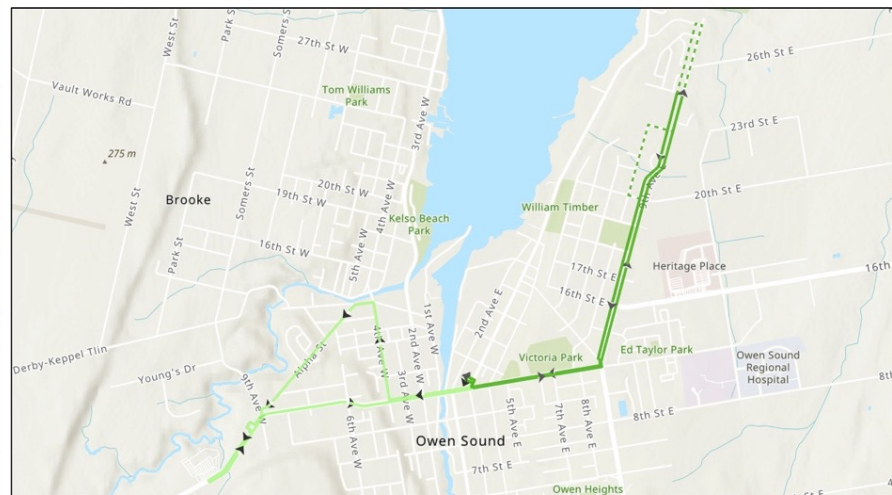 27th St W
West St
Park St
Somers St
26th St E
Vault Works Rd
Tom Williams
Park
3rd Ave W
23rd St E
275 m
West St
Brooke
Somers St
20th St W
19th St W
4th Ave W
Kelso Beach
Park
William Timber
9th Ave
20th St E
Park St
16th St W
5th Ave W
17th St E
Heritage Place
16th St E
16th
1st Ave W
2nd Ave E
Derby-Keppel Tlin
Young's Dr
Alpha St
4th Ave W
2nd Ave W
3rd Ave W
Victoria Park
Ed Taylor Park
Owen Sound
Regional
Hospital
9th Ave W
6th Ave W
5th Ave E
7th Ave E
8th Ave E
8th St E
8th
Owen Sound
7th St E
Owen Heights